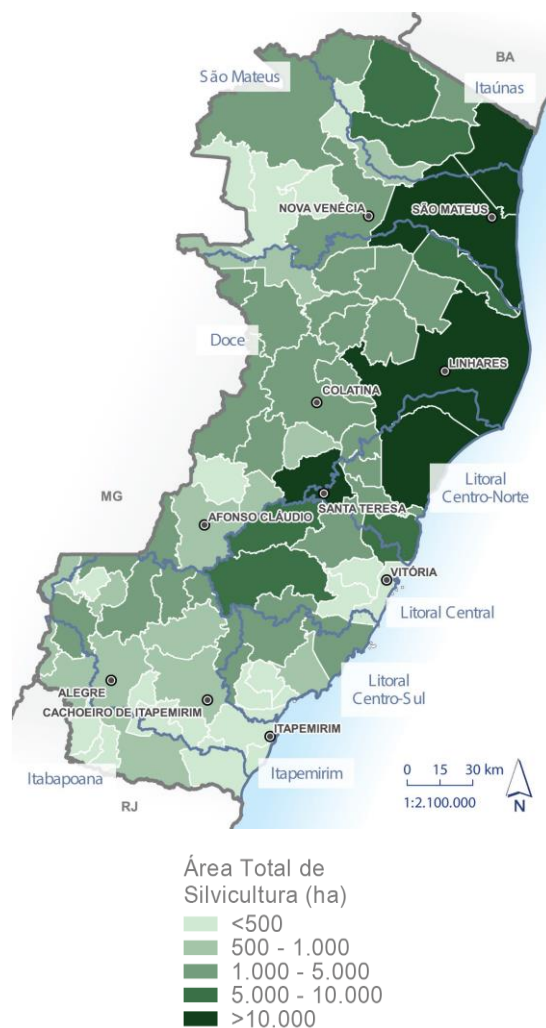 BA
São Mateus
Itaúnas
NOVA VENÉCIA
SÃO MATEUS
Doce
LINHARES
COLATINA
MG
Litoral
Centro-Norte
SANTA TERESA
AFONSO CLÁUDIO
VITÓRIA
Litoral Central
Litoral
Centro-Sul
ALEGRE
CACHOEIRO DE ITAPEMIRIM
ITAPEMIRIM
Itabapoana
Itapemirim
RJ
0 15 30 km
1:2.100.000
N
Área Total de
Silvicultura (ha)
<500
500 - 1.000
1.000 - 5.000
5.000 - 10.000
>10.000